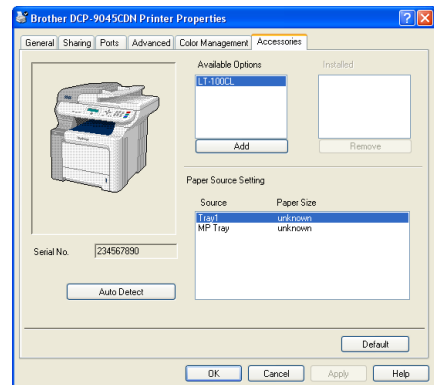 Brother DCP-9045CDN Printer Properties
General Sharing Ports Advanced Color Management Accessories
Available Options Installed
LT-100CL
Add Remove
Paper Source Setting
Source Paper Size
Tray1 unknown
MP Tray unknown
Serial No. 234567890
Auto Detect
Default
OK Cancel Apply Help